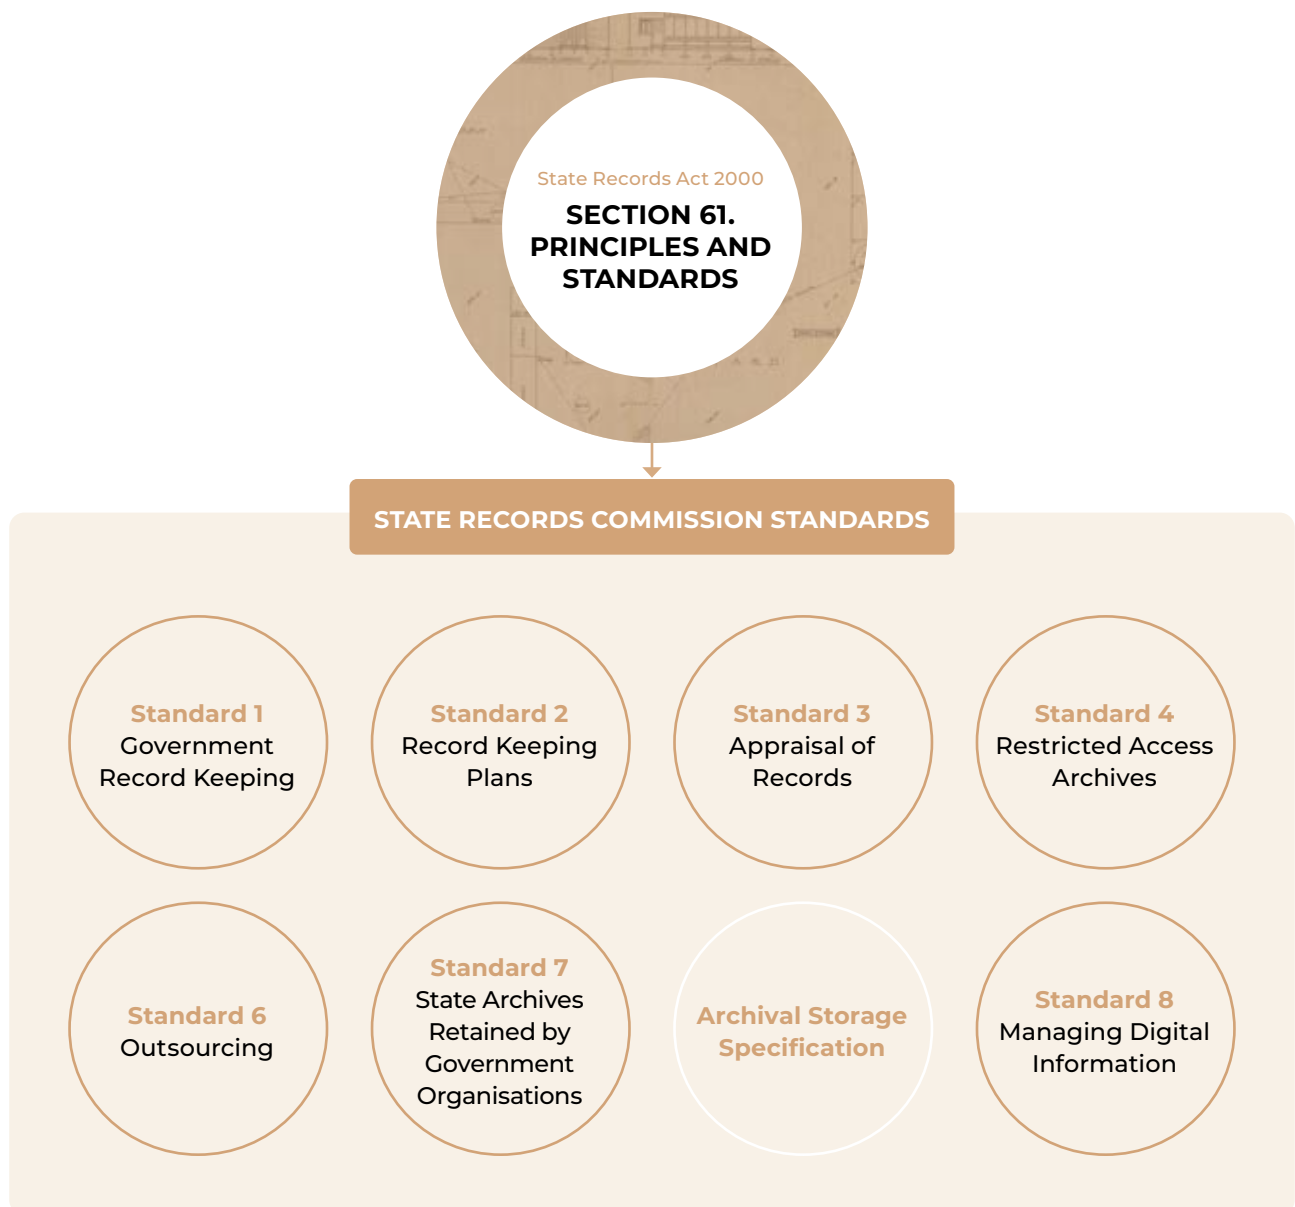 State Records Act 2000
SECTION 61.
PRINCIPLES AND
STANDARDS
STATE RECORDS COMMISSION STANDARDS
Standard 1
Government
Record Keeping
Standard 2
Record Keeping
Plans
Standard 3
Appraisal of
Records
Standard 4
Restricted Access
Archives
Standard 6
Outsourcing
Standard 7
State Archives
Retained by
Government
Organisations
Archival Storage
Specification
Standard 8
Managing Digital
Information